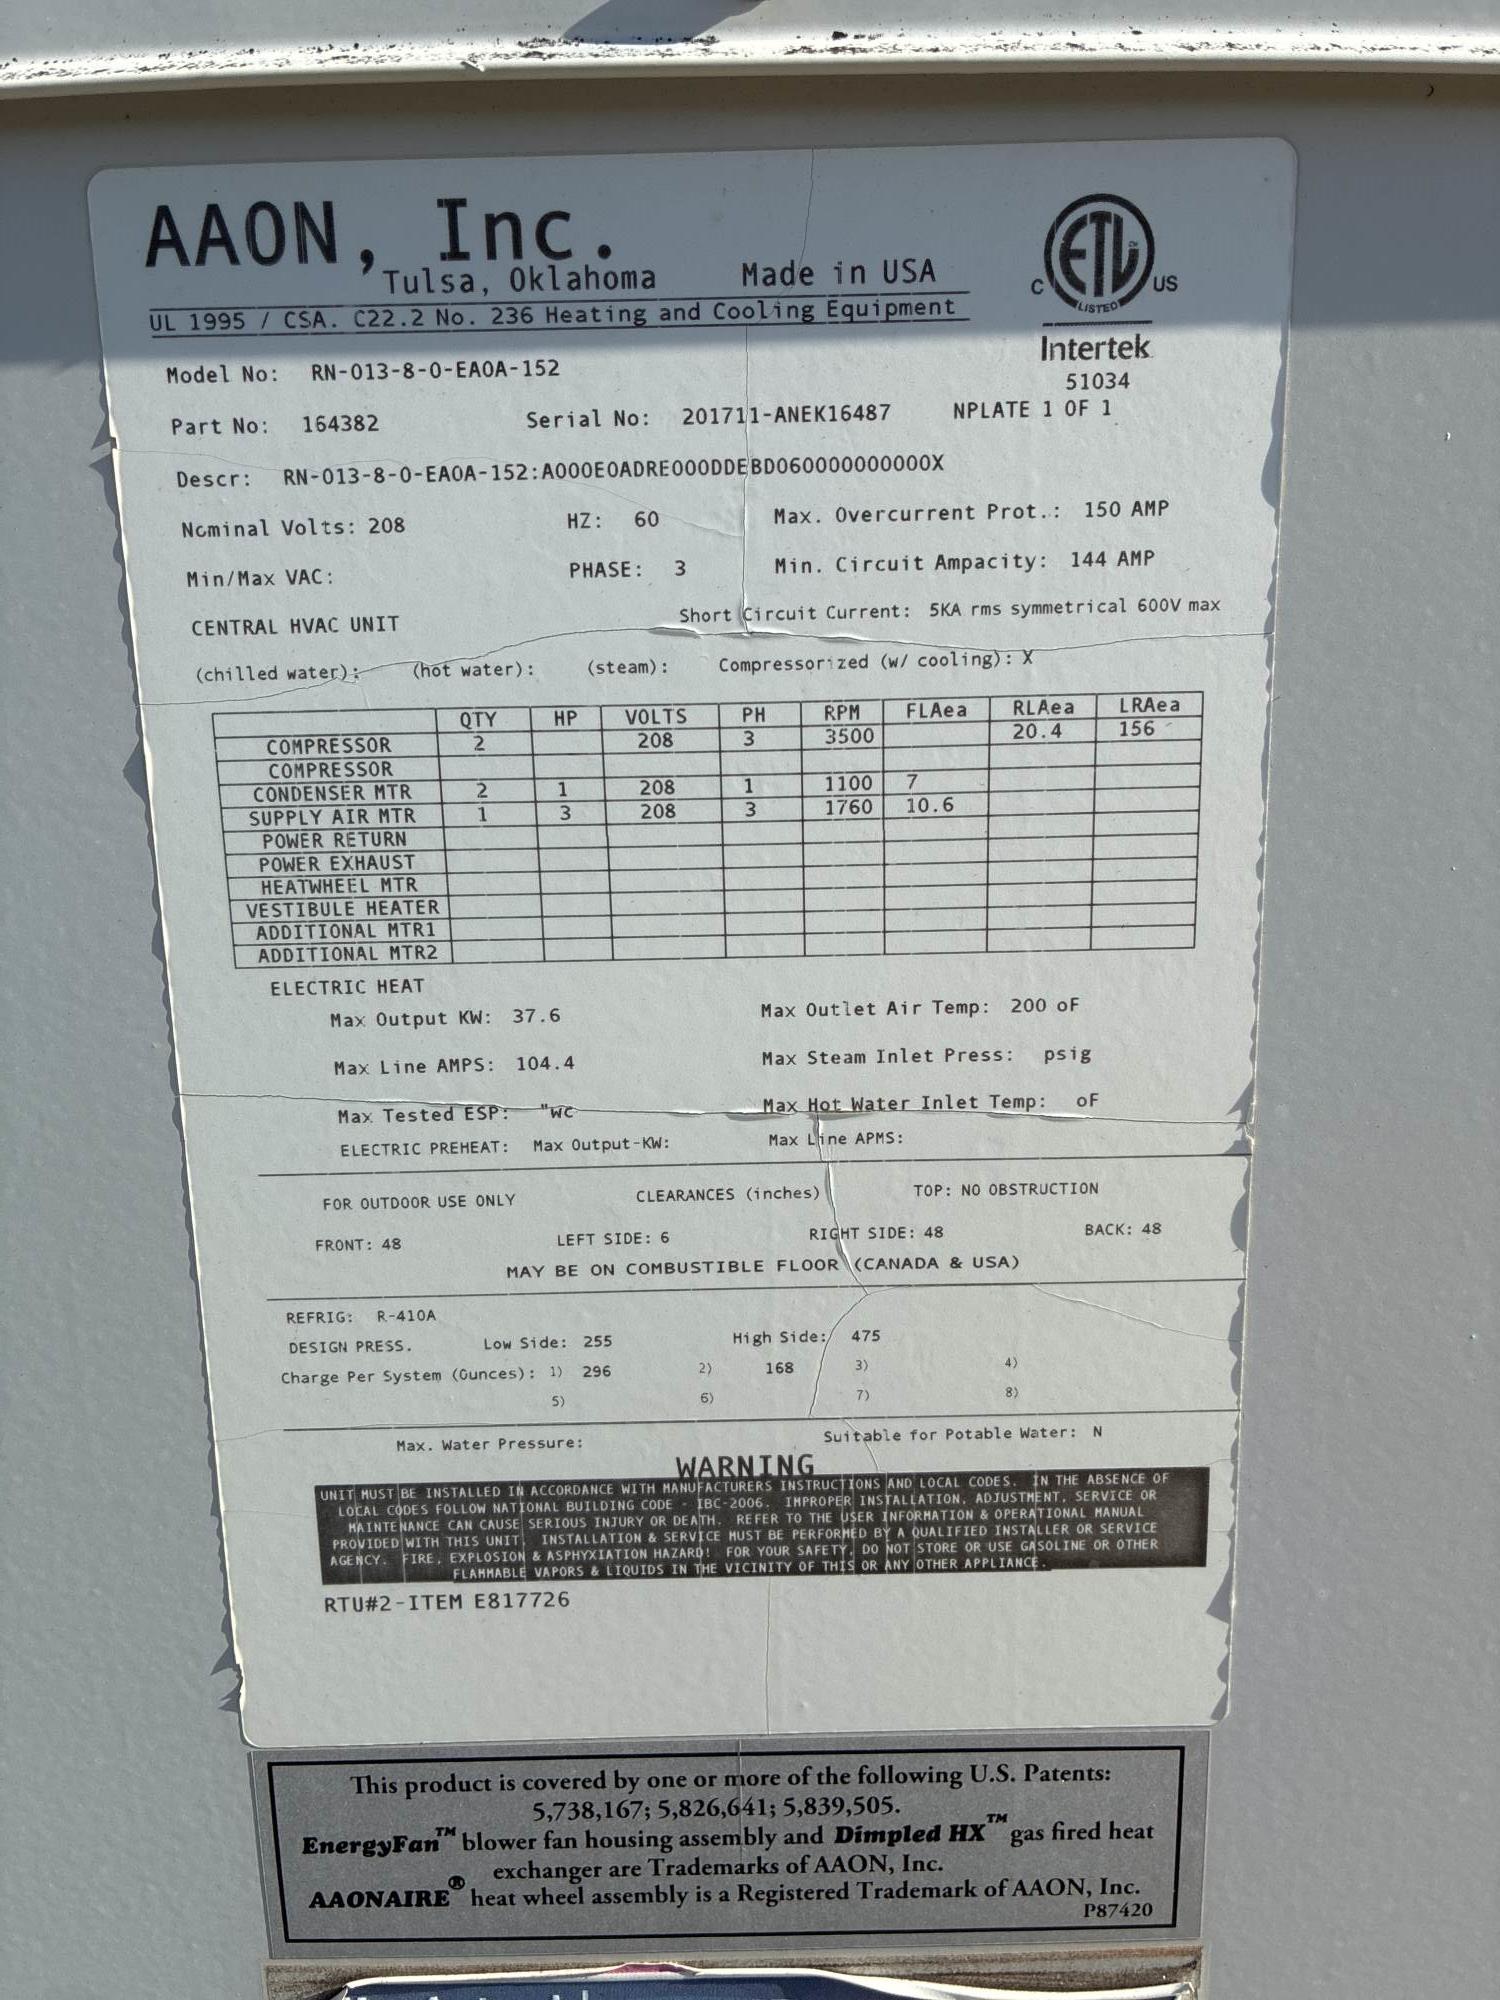 AAON, Inc.
Tulsa, Oklahoma Made in USA
UL 1995 / CSA. C22.2 No. 236 Heating and Cooling Equipment
C ETL US
LISTED
Intertek
51034
Model No: RN-013-8-0-EA0A-152
Part No: 164382 Serial No: 201711-ANEK16487 NPLATE 1 OF 1
Descr: RN-013-8-0-EA0A-152:A000E0ADRE000DDEBD060000000000X
Nominal Volts: 208 HZ: 60 Max. Overcurrent Prot.: 150 AMP
Min/Max VAC: PHASE: 3 Min. Circuit Ampacity: 144 AMP
CENTRAL HVAC UNIT Short Circuit Current: 5KA rms symmetrical 600V max
(chilled water): (hot water): (steam): Compressorized (w/ cooling): X
QTY HP VOLTS PH RPM FLAea RLAea LRAea
COMPRESSOR 2 208 3 3500 20.4 156
COMPRESSOR
CONDENSER MTR 2 1 208 1 1100 7
SUPPLY AIR MTR 1 3 208 3 1760 10.6
POWER RETURN
POWER EXHAUST
HEATWHEEL MTR
VESTIBULE HEATER
ADDITIONAL MTR1
ADDITIONAL MTR2
ELECTRIC HEAT
Max Output KW: 37.6 Max Outlet Air Temp: 200 oF
Max Line AMPS: 104.4 Max Steam Inlet Press: psig
Max Tested ESP: "wc Max Hot Water Inlet Temp: oF
ELECTRIC PREHEAT: Max Output-KW: Max Line APMS:
FOR OUTDOOR USE ONLY CLEARANCES (inches) TOP: NO OBSTRUCTION
FRONT: 48 LEFT SIDE: 6 RIGHT SIDE: 48 BACK: 48
MAY BE ON COMBUSTIBLE FLOOR (CANADA & USA)
REFRIG: R-410A
DESIGN PRESS. Low Side: 255 High Side: 475
Charge Per System (Ounces): 1) 296 2) 168 3) 4)
5) 6) 7) 8)
Max. Water Pressure: Suitable for Potable Water: N
WARNING
UNIT MUST BE INSTALLED IN ACCORDANCE WITH MANUFACTURERS INSTRUCTIONS AND LOCAL CODES. IN THE ABSENCE OF
LOCAL CODES FOLLOW NATIONAL BUILDING CODE - IBC-2006. IMPROPER INSTALLATION, ADJUSTMENT, SERVICE OR
MAINTENANCE CAN CAUSE SERIOUS INJURY OR DEATH. REFER TO THE USER INFORMATION & OPERATIONAL MANUAL
PROVIDED WITH THIS UNIT. INSTALLATION & SERVICE MUST BE PERFORMED BY A QUALIFIED INSTALLER OR SERVICE
AGENCY. FIRE, EXPLOSION & ASPHYXIATION HAZARD! FOR YOUR SAFETY, DO NOT STORE OR USE GASOLINE OR OTHER
FLAMMABLE VAPORS & LIQUIDS IN THE VICINITY OF THIS OR ANY OTHER APPLIANCE.
RTU#2-ITEM E817726
This product is covered by one or more of the following U.S. Patents:
5,738,167; 5,826,641; 5,839,505.
EnergyFan™ blower fan housing assembly and Dimpled HX™ gas fired heat
exchanger are Trademarks of AAON, Inc.
AAONAIRE® heat wheel assembly is a Registered Trademark of AAON, Inc.
P87420